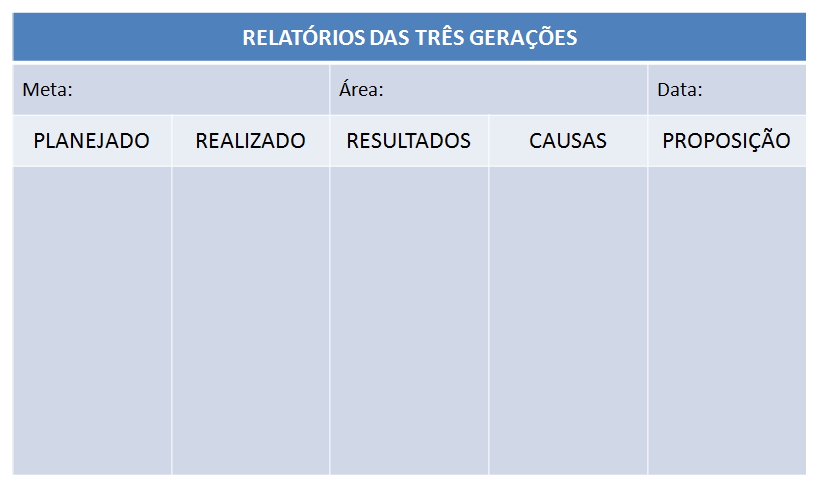 RELATÓRIOS DAS TRÊS GERAÇÕES
Meta: Área: Data:
PLANEJADO REALIZADO RESULTADOS CAUSAS PROPOSIÇÃO